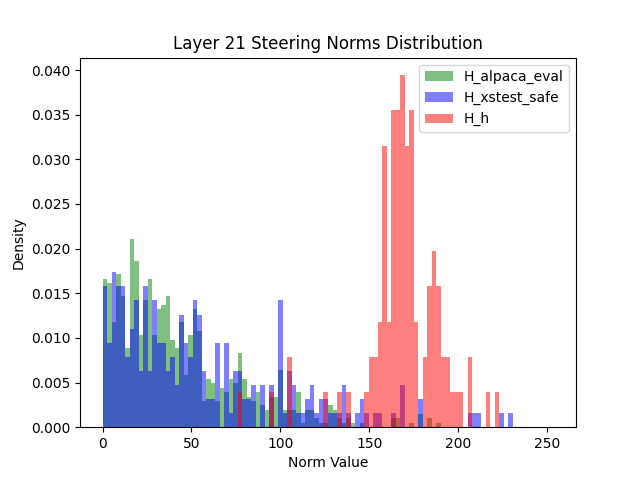 Layer 21 Steering Norms Distribution
H_alpaca_eval
H_xstest_safe
H_h
0.040
0.035
0.030
0.025
0.020
0.015
0.010
0.005
0.000
Density
0
50
100
150
200
250
Norm Value